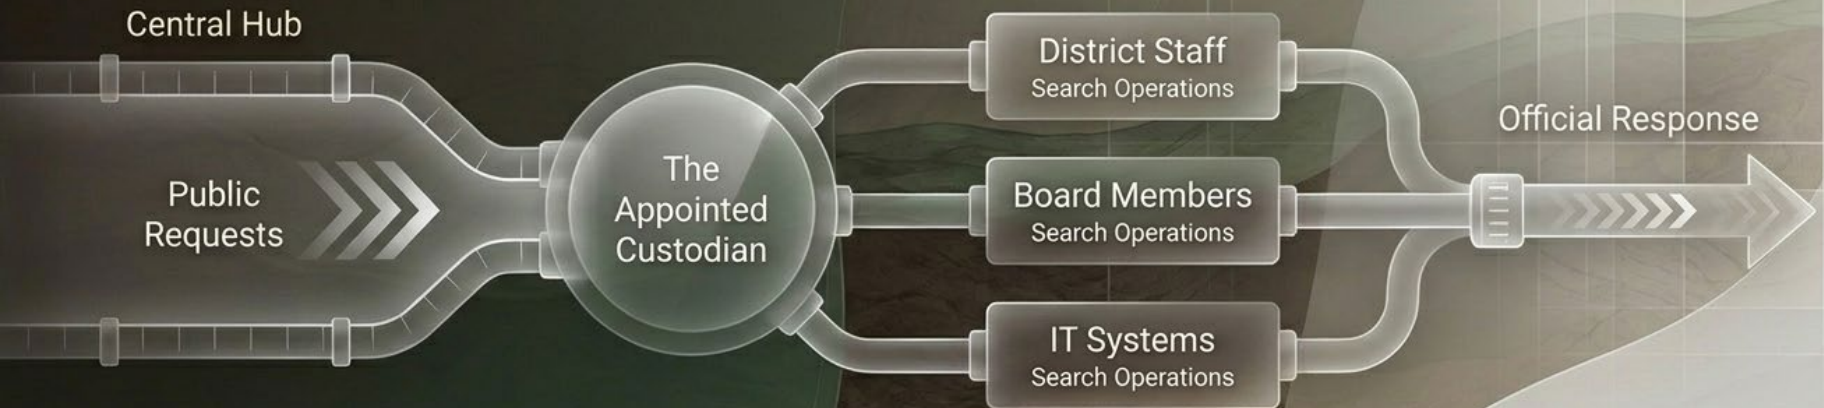 Central Hub
Public
Requests
The
Appointed
Custodian
District Staff
Search Operations
Board Members
Search Operations
IT Systems
Search Operations
Official Response